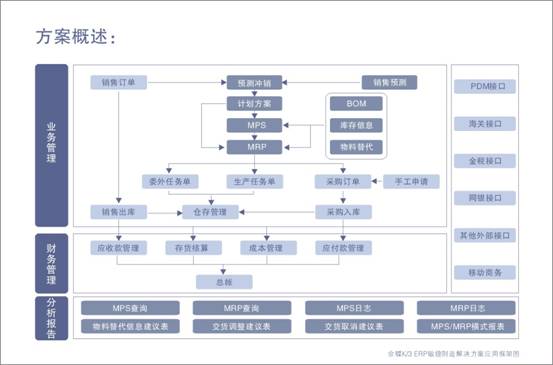 方案概述：
业务管理
销售订单
预测冲销
销售预测
计划方案
MPS
MRP
BOM
库存信息
物料替代
委外任务单
生产任务单
采购订单
手工申请
销售出库
仓存管理
采购入库
财务管理
应收款管理
存货结算
成本管理
应付款管理
总帐
分析报告
MPS查询
MRP查询
MPS日志
MRP日志
物料替代信息建议表
交货调整建议表
交货取消建议表
MPS/MRP横式报表
PDM接口
海关接口
金税接口
网银接口
其他外部接口
移动商务
金蝶K/3 ERP敏捷制造解决方案应用框架图